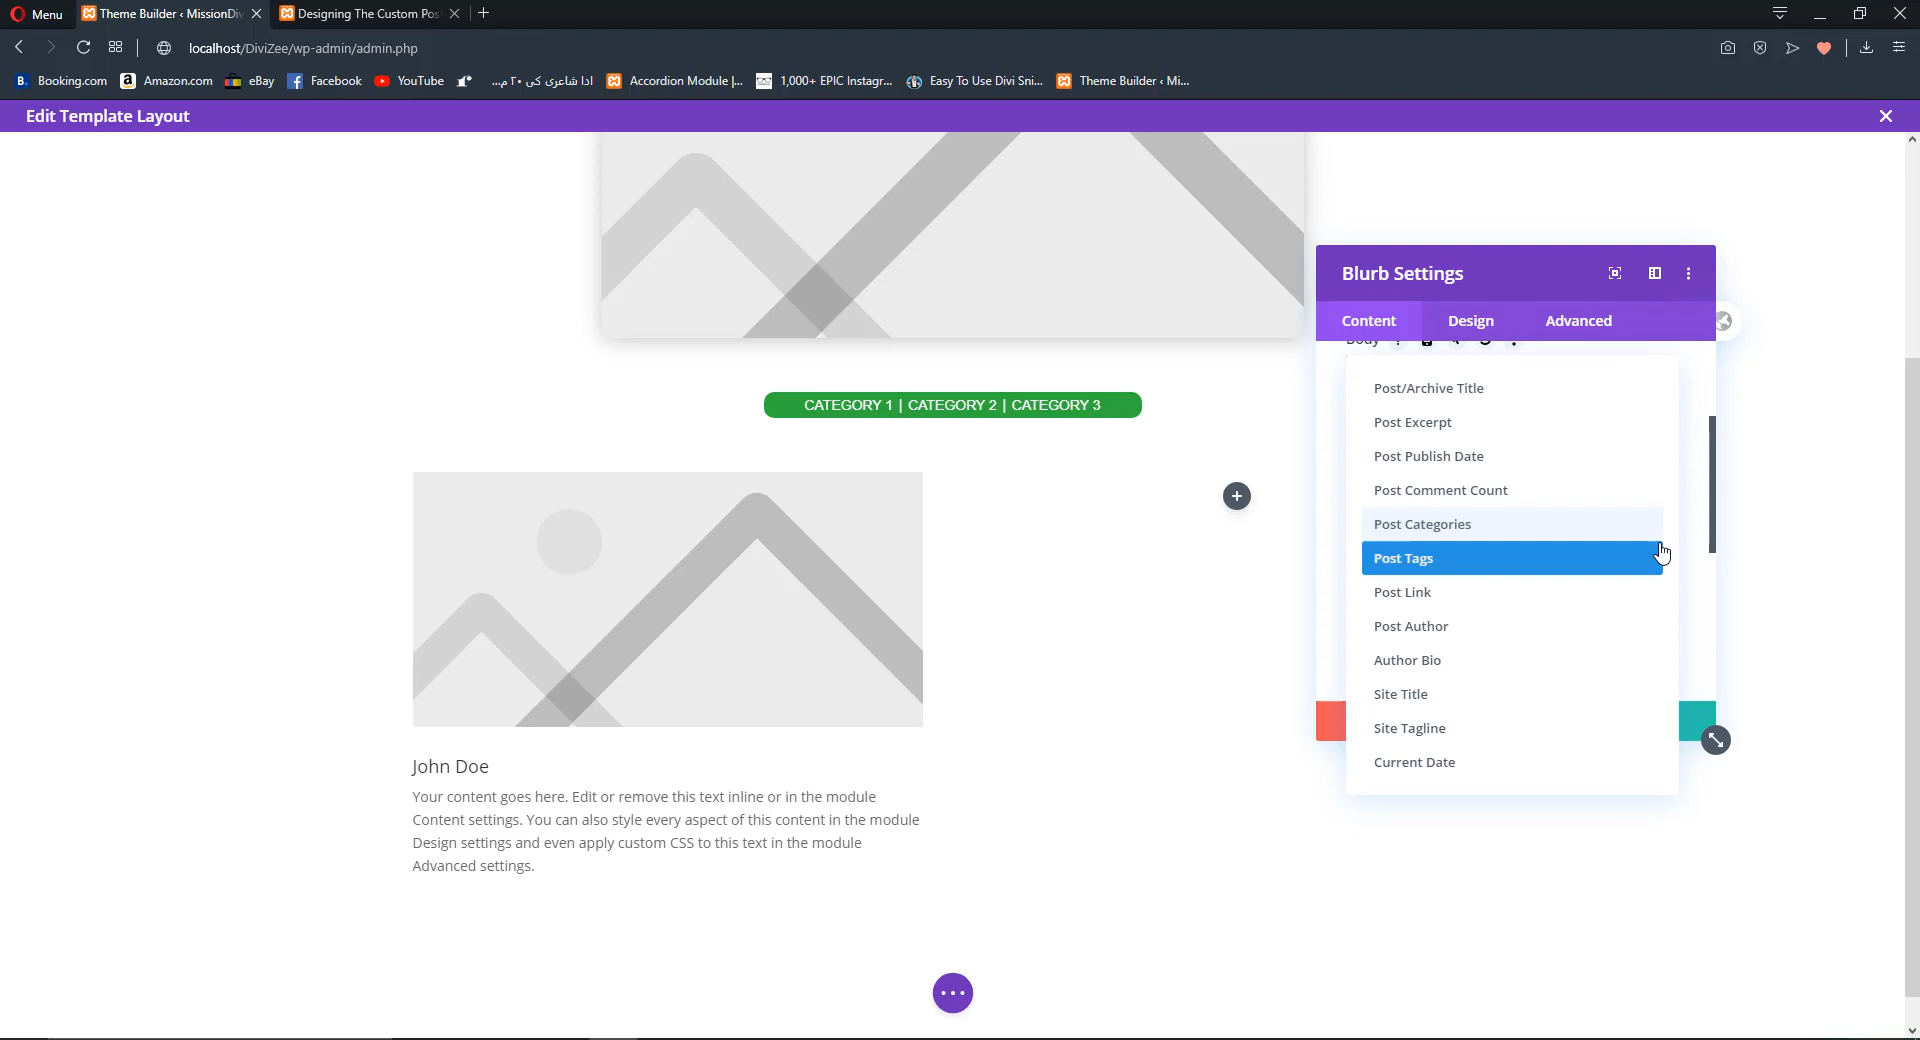 Menu
Theme Builder ‹ MissionDiv
Designing The Custom Pos
localhost/DiviZee/wp-admin/admin.php
B. Booking.com
a Amazon.com
eBay
Facebook
YouTube
ادا شاعری کی ۲۰ م...
Accordion Module |...
1,000+ EPIC Instagr...
Easy To Use Divi Sni...
Theme Builder ‹ Mi...
Edit Template Layout
Blurb Settings
Content
Design
Advanced
Body
Post/Archive Title
Post Excerpt
Post Publish Date
Post Comment Count
Post Categories
Post Tags
Post Link
Post Author
Author Bio
Site Title
Site Tagline
Current Date
CATEGORY 1 | CATEGORY 2 | CATEGORY 3
John Doe
Your content goes here. Edit or remove this text inline or in the module
Content settings. You can also style every aspect of this content in the module
Design settings and even apply custom CSS to this text in the module
Advanced settings.